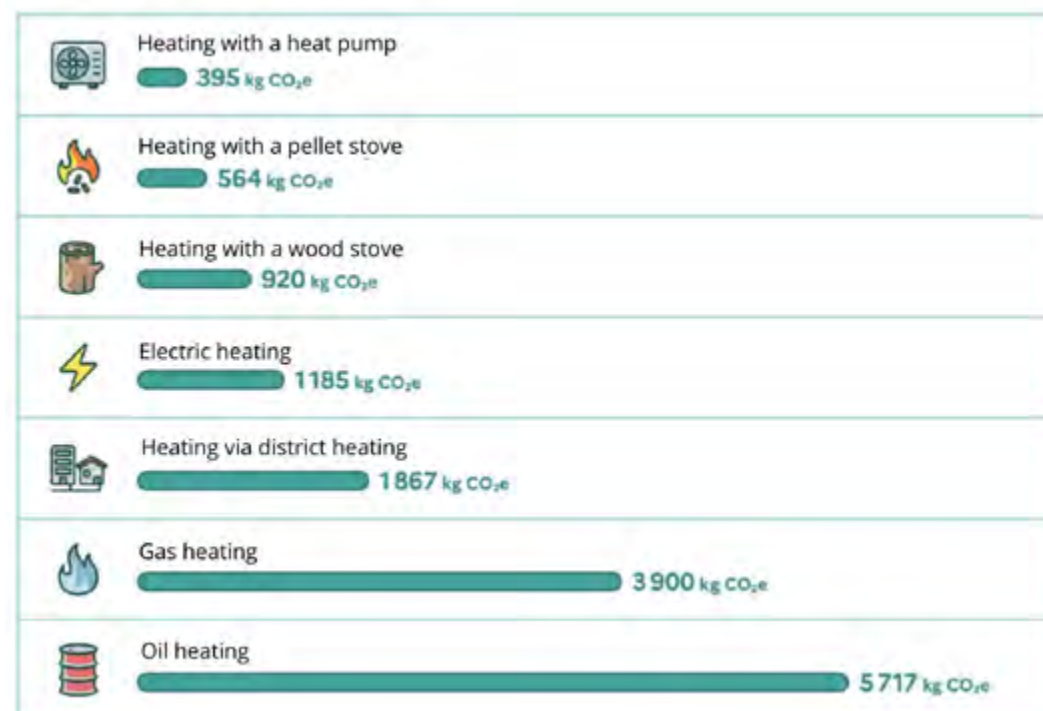 Heating with a heat pump
395 kg CO₂e
Heating with a pellet stove
564 kg CO₂e
Heating with a wood stove
920 kg CO₂e
Electric heating
1185 kg CO₂e
Heating via district heating
1867 kg CO₂e
Gas heating
3 900 kg CO₂e
Oil heating
5 717 kg CO₂e